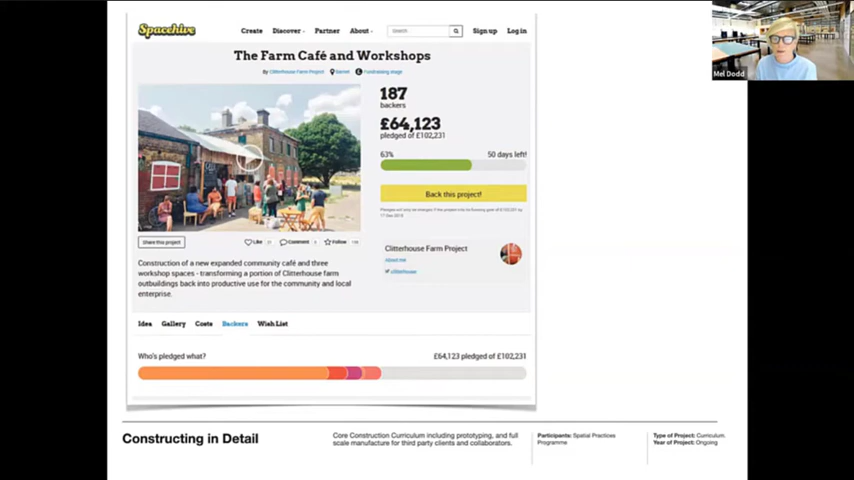 Spacehive
Create Discover Partner About Search Sign up Log in
The Farm Café and Workshops
By Clitterhouse Farm Project Barnet Fundraising stage
187
backers
£64,123
pledged of £102,231
63% 50 days left!
Back this project!
Share this project Like Comment Follow
Clitterhouse Farm Project
About me
clitterhouse
Construction of a new expanded community café and three
workshop spaces - transforming a portion of Clitterhouse farm
outbuildings back into productive use for the community and local
enterprise.
Idea Gallery Costs Backers Wish List
Who's pledged what? £64,123 pledged of £102,231
Constructing in Detail
Core Construction Curriculum including prototyping, and full
scale manufacture for third party clients and collaborators.
Participants: Spatial Practices
Programme
Type of Project: Curriculum.
Year of Project: Ongoing
Mel Dodd